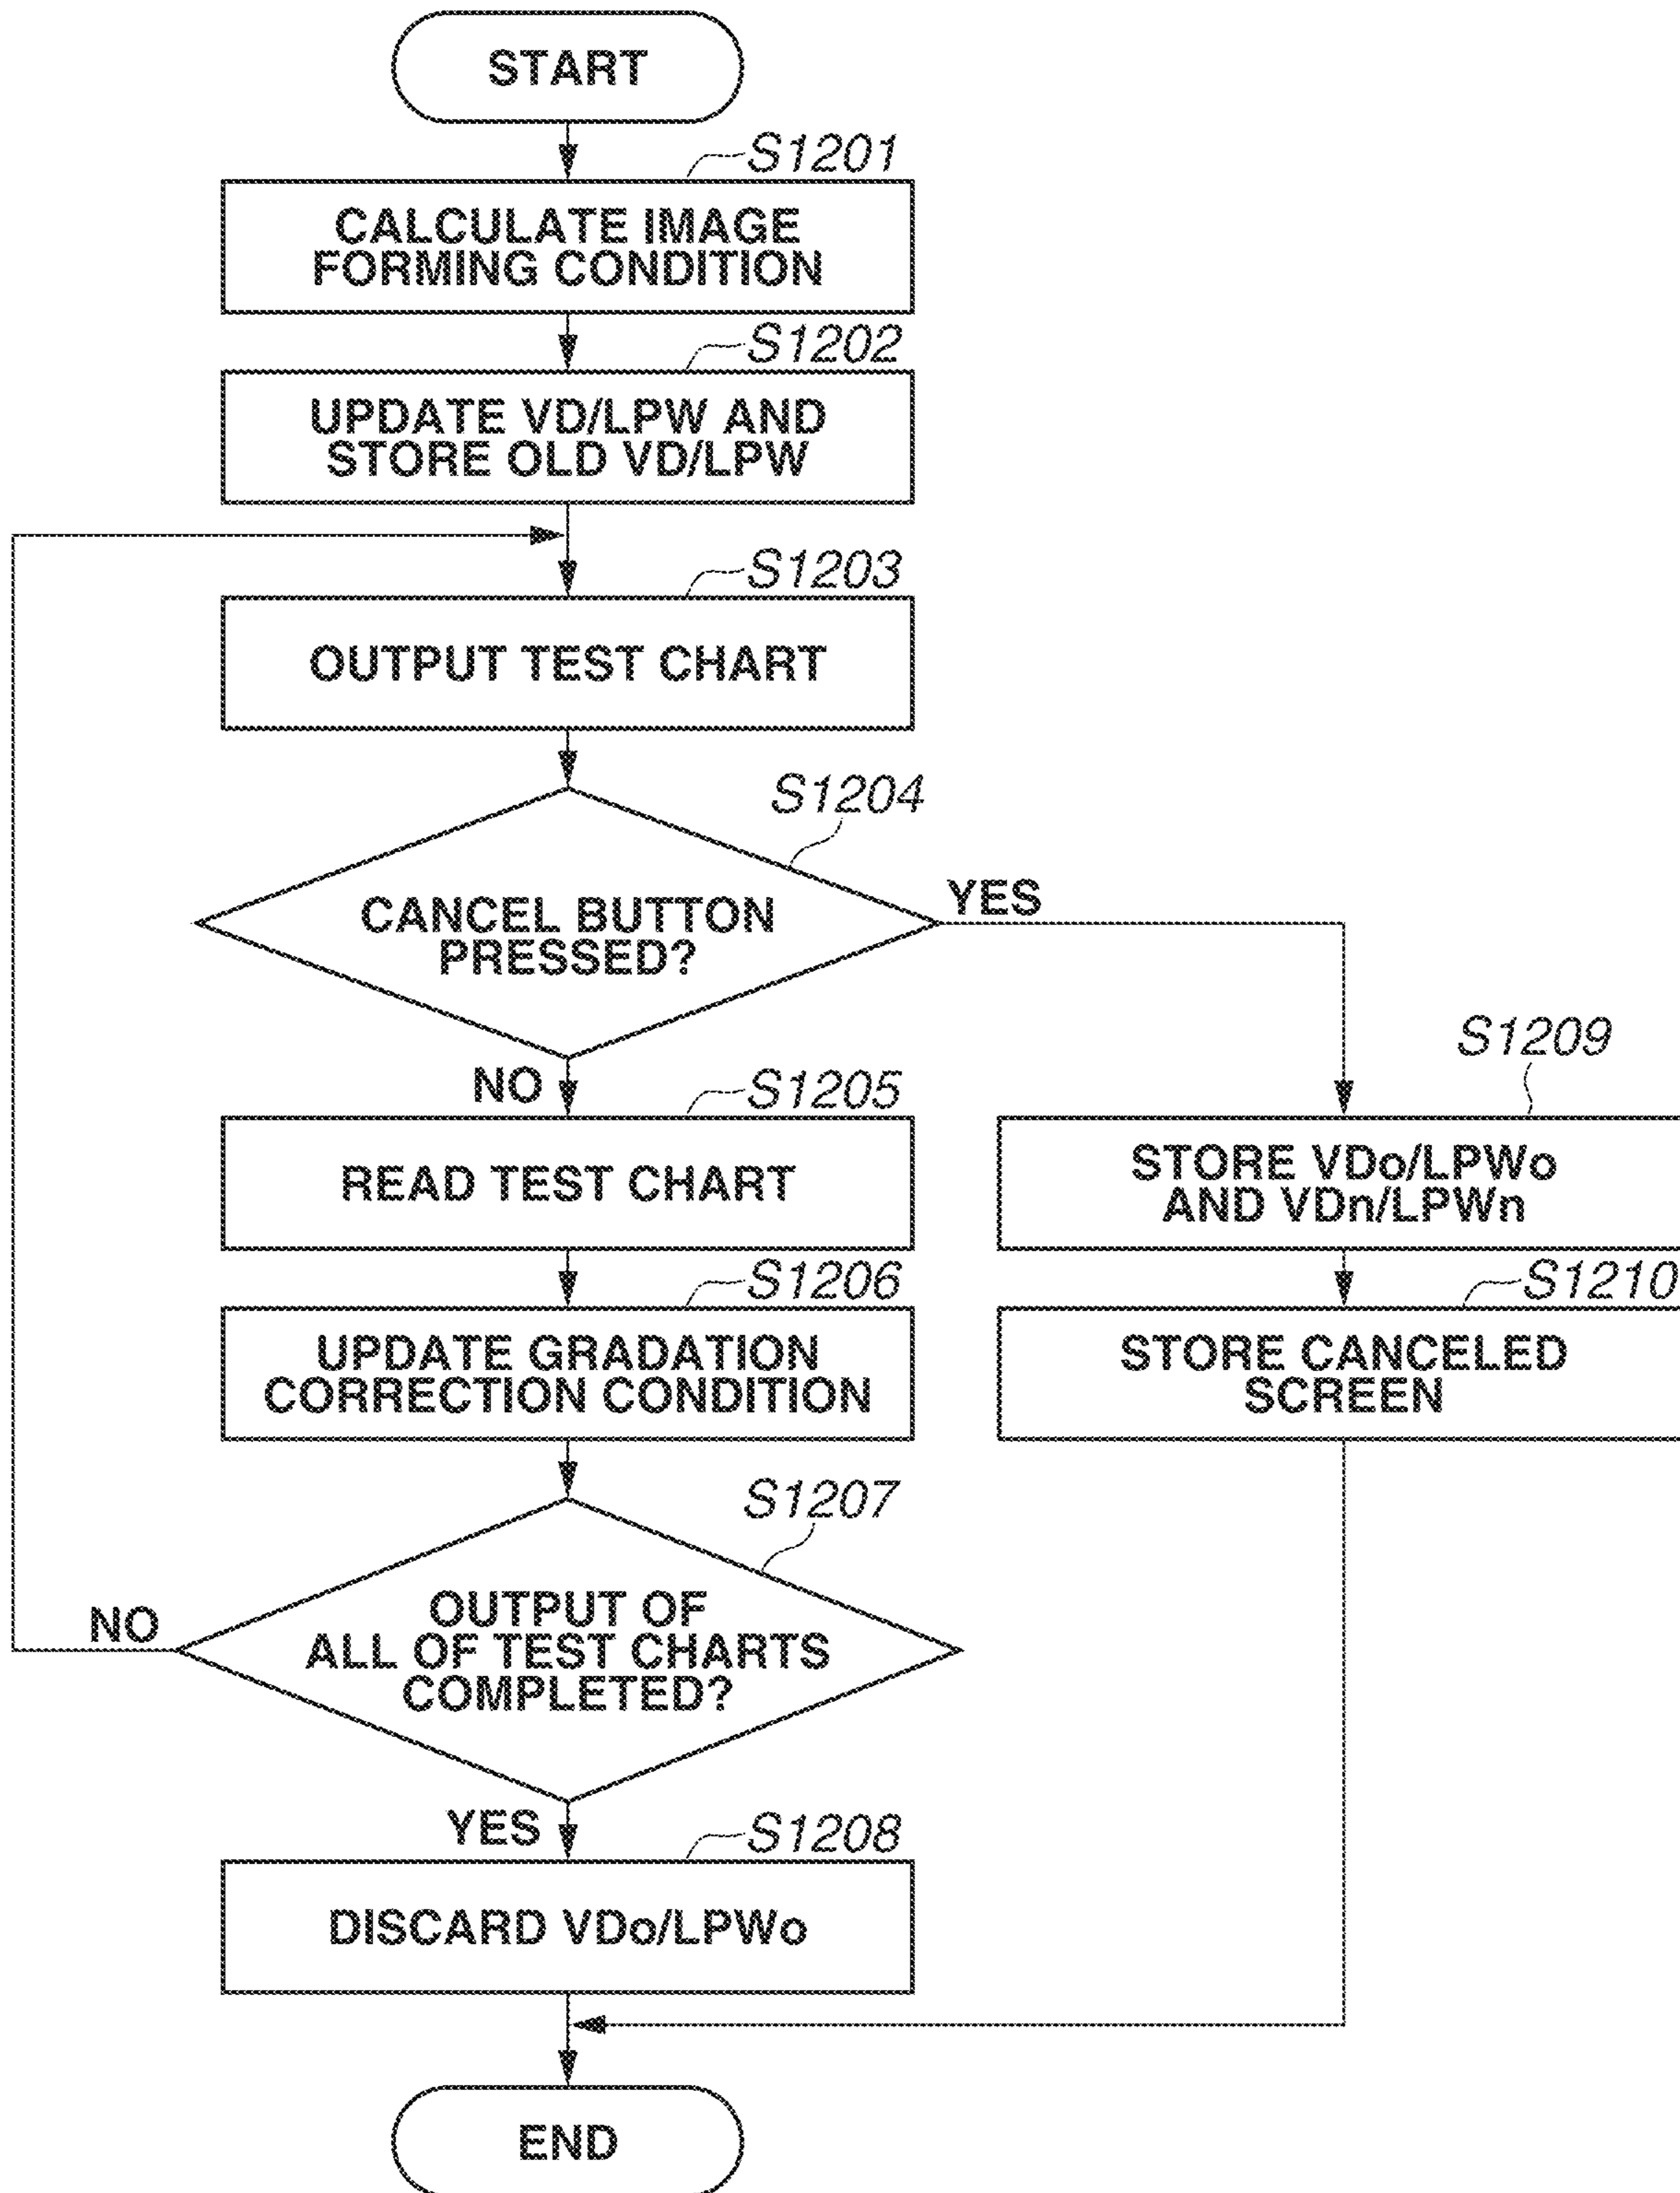 START
S1201
CALCULATE IMAGE
FORMING CONDITION
S1202
UPDATE VD/LPW AND
STORE OLD VD/LPW
S1203
OUTPUT TEST CHART
S1204
CANCEL BUTTON
PRESSED?
YES
NO
S1205
READ TEST CHART
S1209
STORE VDo/LPWo
AND VDn/LPWn
S1206
UPDATE GRADATION
CORRECTION CONDITION
S1210
STORE CANCELED
SCREEN
S1207
OUTPUT OF
ALL OF TEST CHARTS
COMPLETED?
NO
YES
S1208
DISCARD VDo/LPWo
END